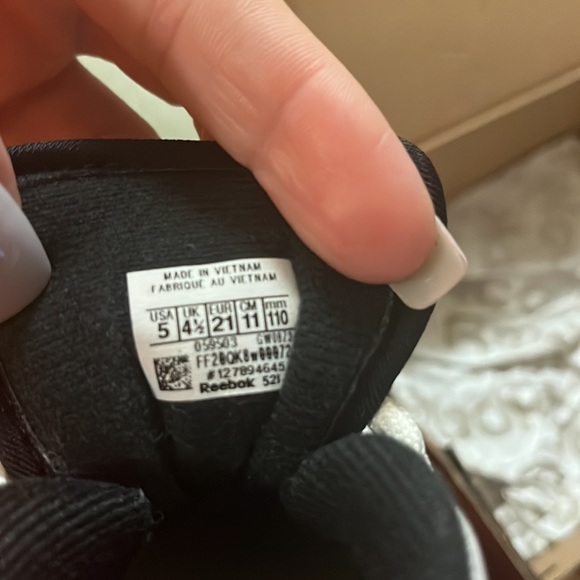 MADE IN VIETNAM
FABRIQUÉ AU VIETNAM
USA UK EUR CM mm
5 4½ 21 11 110
059503
#127894645
Reebok 521